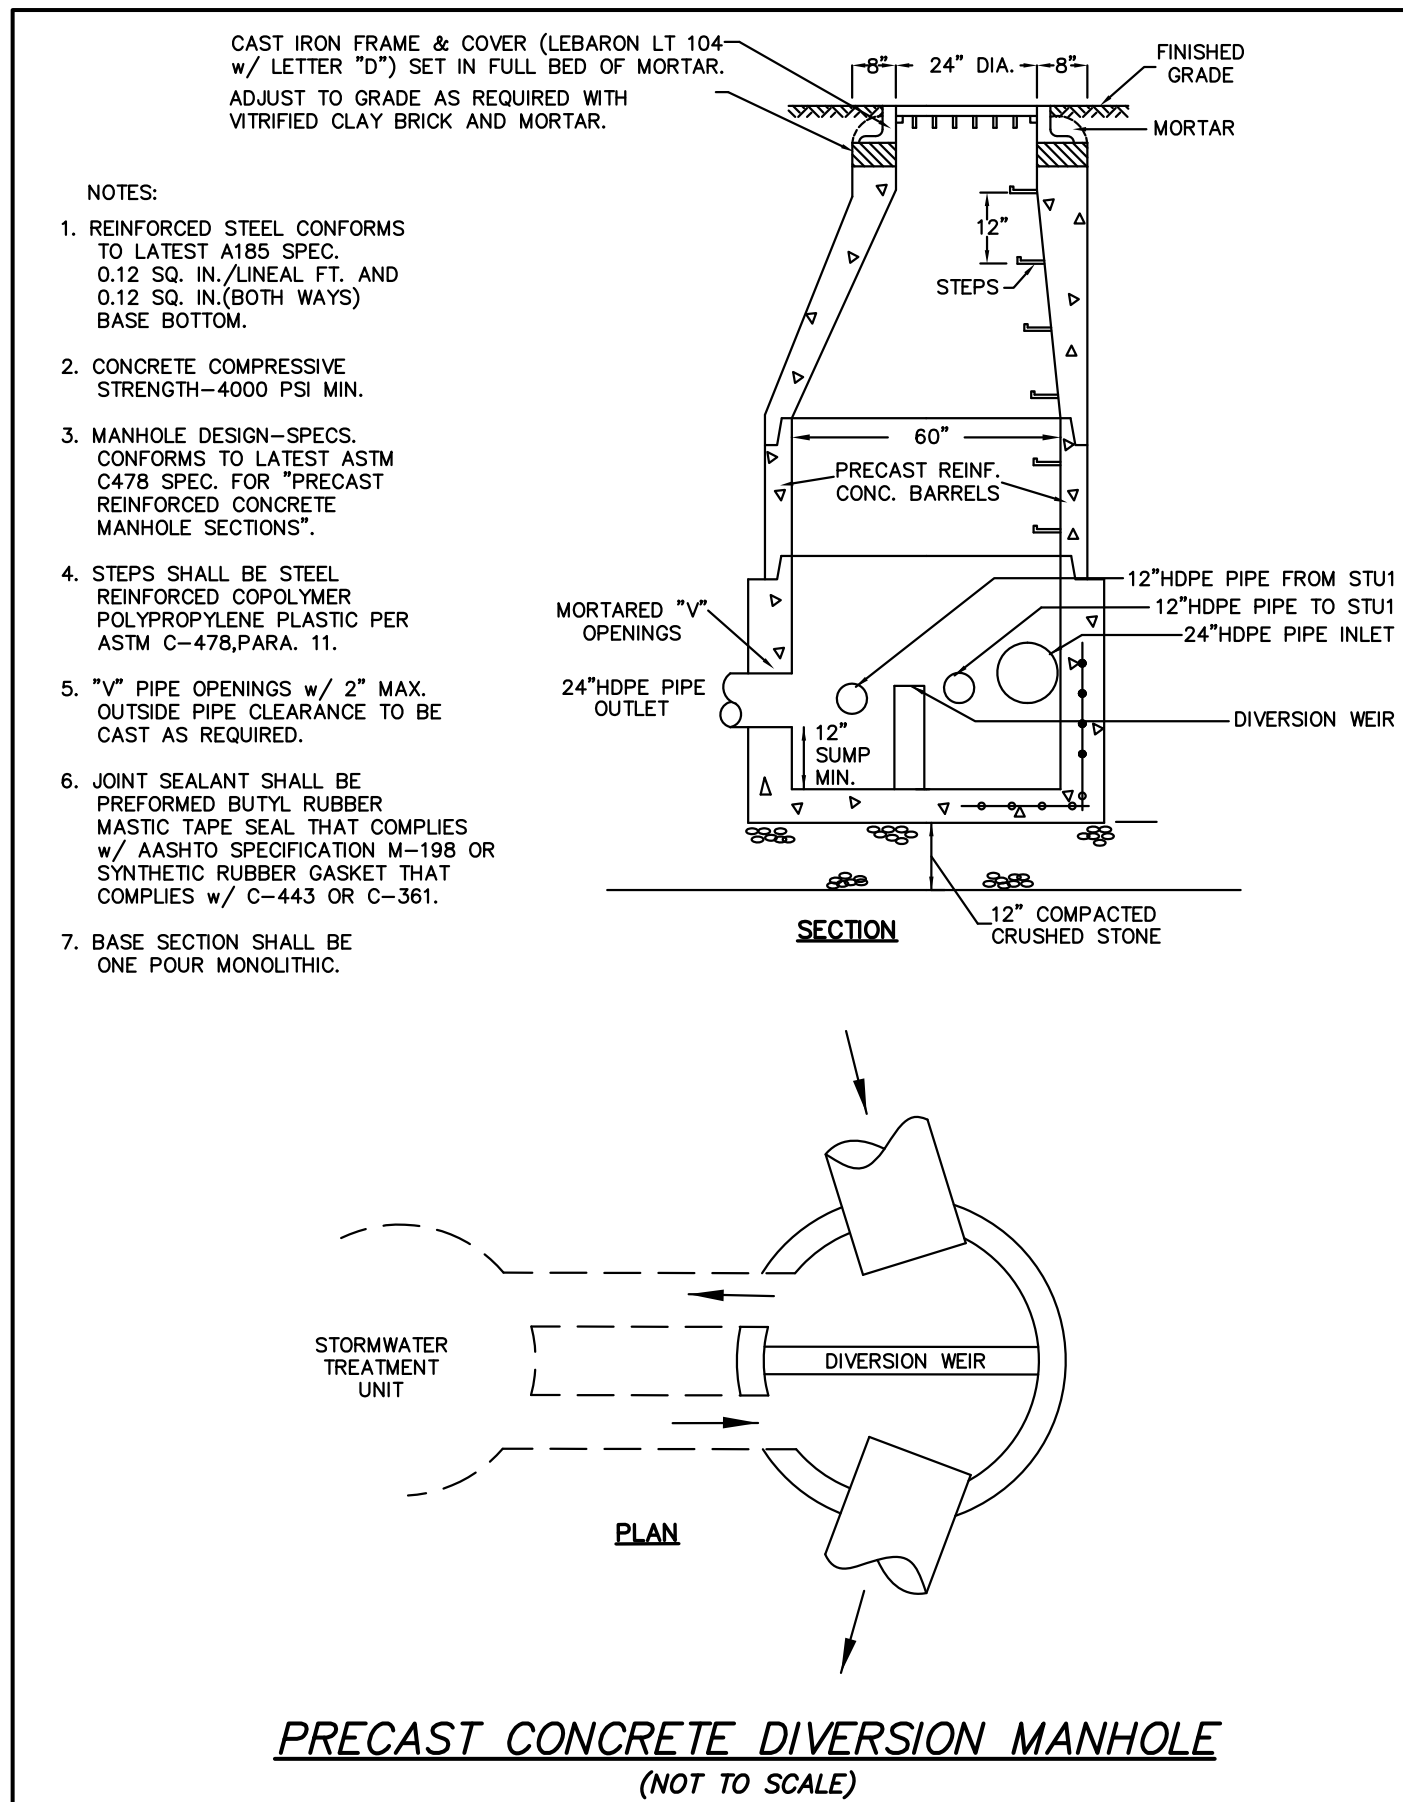 CAST IRON FRAME & COVER (LEBARON LT 104
w/ LETTER "D") SET IN FULL BED OF MORTAR.
ADJUST TO GRADE AS REQUIRED WITH
VITRIFIED CLAY BRICK AND MORTAR.
8"
24" DIA.
8"
FINISHED
GRADE
MORTAR
NOTES:
1. REINFORCED STEEL CONFORMS
TO LATEST A185 SPEC.
0.12 SQ. IN./LINEAL FT. AND
0.12 SQ. IN.(BOTH WAYS)
BASE BOTTOM.
2. CONCRETE COMPRESSIVE
STRENGTH-4000 PSI MIN.
3. MANHOLE DESIGN-SPECS.
CONFORMS TO LATEST ASTM
C478 SPEC. FOR "PRECAST
REINFORCED CONCRETE
MANHOLE SECTIONS".
4. STEPS SHALL BE STEEL
REINFORCED COPOLYMER
POLYPROPYLENE PLASTIC PER
ASTM C-478,PARA. 11.
5. "V" PIPE OPENINGS w/ 2" MAX.
OUTSIDE PIPE CLEARANCE TO BE
CAST AS REQUIRED.
6. JOINT SEALANT SHALL BE
PREFORMED BUTYL RUBBER
MASTIC TAPE SEAL THAT COMPLIES
w/ AASHTO SPECIFICATION M-198 OR
SYNTHETIC RUBBER GASKET THAT
COMPLIES w/ C-443 OR C-361.
7. BASE SECTION SHALL BE
ONE POUR MONOLITHIC.
12"
STEPS
60"
PRECAST REINF.
CONC. BARRELS
12"HDPE PIPE FROM STU1
12"HDPE PIPE TO STU1
24"HDPE PIPE INLET
MORTARED "V"
OPENINGS
24"HDPE PIPE
OUTLET
DIVERSION WEIR
12"
SUMP
MIN.
12" COMPACTED
CRUSHED STONE
SECTION
STORMWATER
TREATMENT
UNIT
DIVERSION WEIR
PLAN
PRECAST CONCRETE DIVERSION MANHOLE
(NOT TO SCALE)